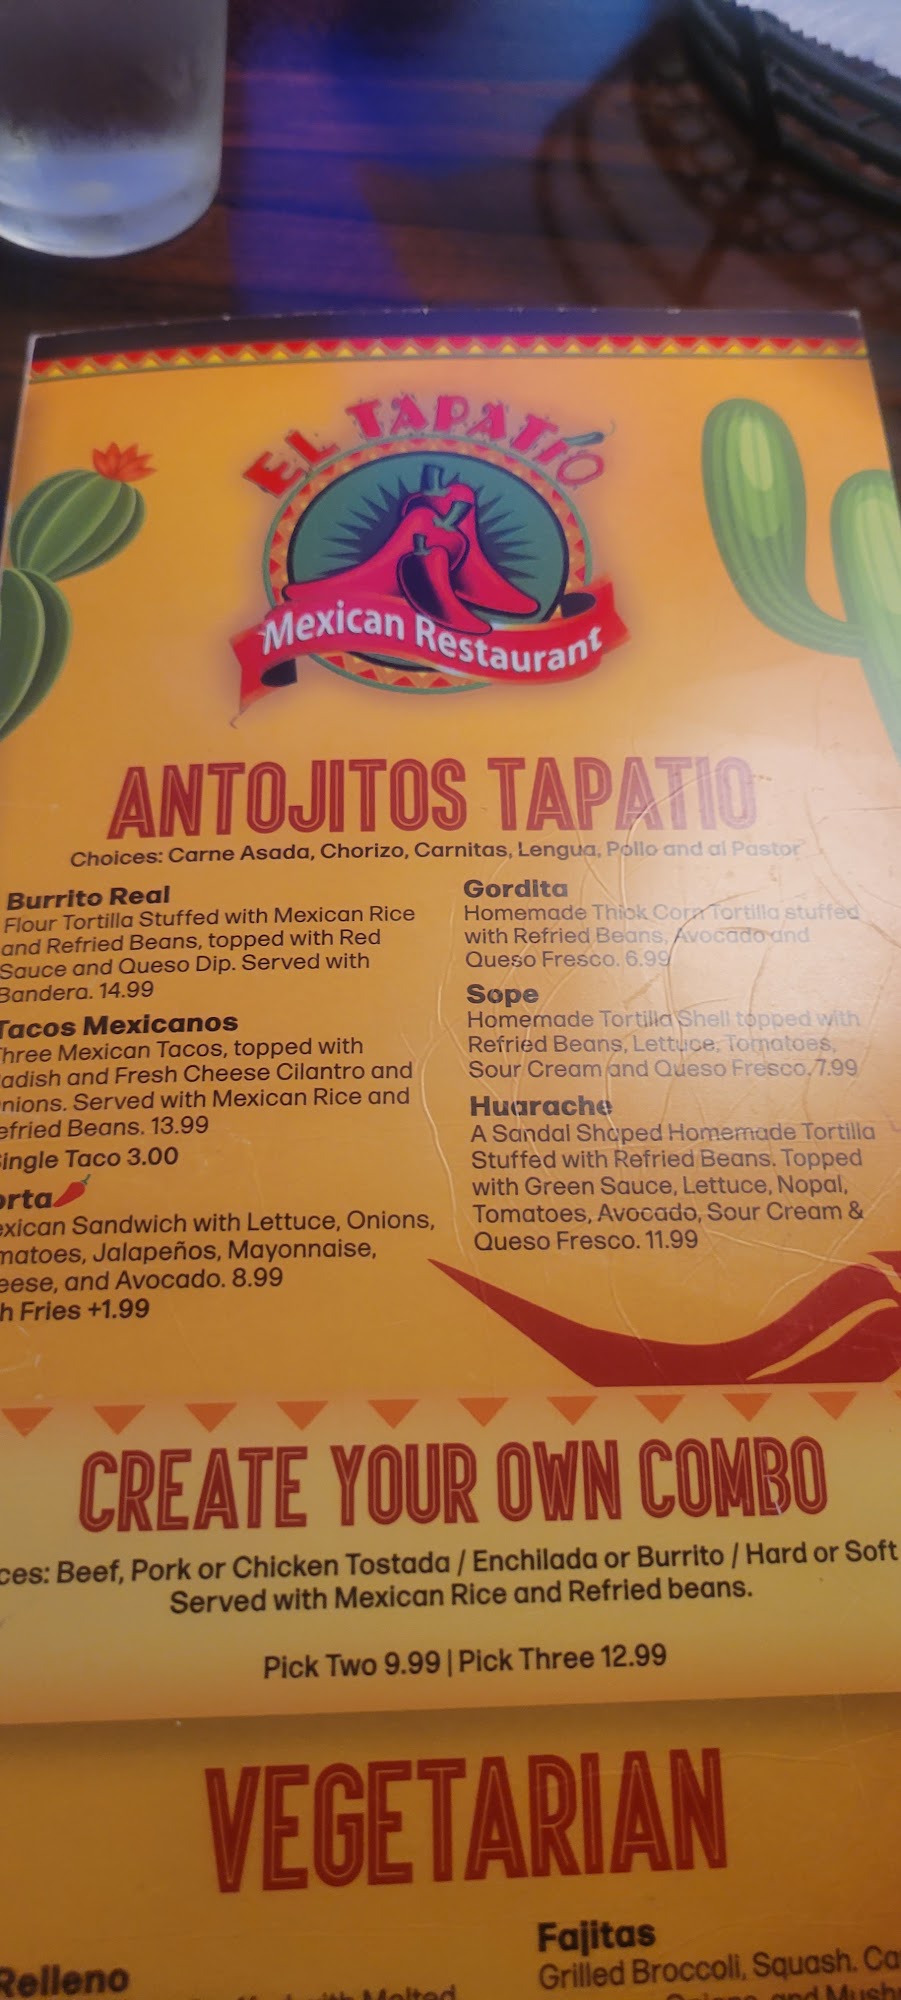 EL TAPATÍO
Mexican Restaurant
ANTOJITOS TAPATIO
Choices: Carne Asada, Chorizo, Carnitas, Lengua, Pollo and al Pastor
Burrito Real
Flour Tortilla Stuffed with Mexican Rice
and Refried Beans, topped with Red
Sauce and Queso Dip. Served with
Bandera. 14.99
Tacos Mexicanos
Three Mexican Tacos, topped with
adish and Fresh Cheese Cilantro and
nions. Served with Mexican Rice and
efried Beans. 13.99
Single Taco 3.00
orta
exican Sandwich with Lettuce, Onions,
matoes, Jalapeños, Mayonnaise,
eese, and Avocado. 8.99
h Fries +1.99
Gordita
Homemade Thick Corn Tortilla stuffed
with Refried Beans, Avocado and
Queso Fresco. 6.99
Sope
Homemade Tortilla Shell topped with
Refried Beans, Lettuce, Tomatoes,
Sour Cream and Queso Fresco. 7.99
Huarache
A Sandal Shaped Homemade Tortilla
Stuffed with Refried Beans. Topped
with Green Sauce, Lettuce, Nopal,
Tomatoes, Avocado, Sour Cream &
Queso Fresco. 11.99
CREATE YOUR OWN COMBO
ces: Beef, Pork or Chicken Tostada / Enchilada or Burrito / Hard or Soft
Served with Mexican Rice and Refried beans.
Pick Two 9.99 | Pick Three 12.99
VEGETARIAN
Relleno
with Melted
Fajitas
Grilled Broccoli, Squash. Ca
and Mush